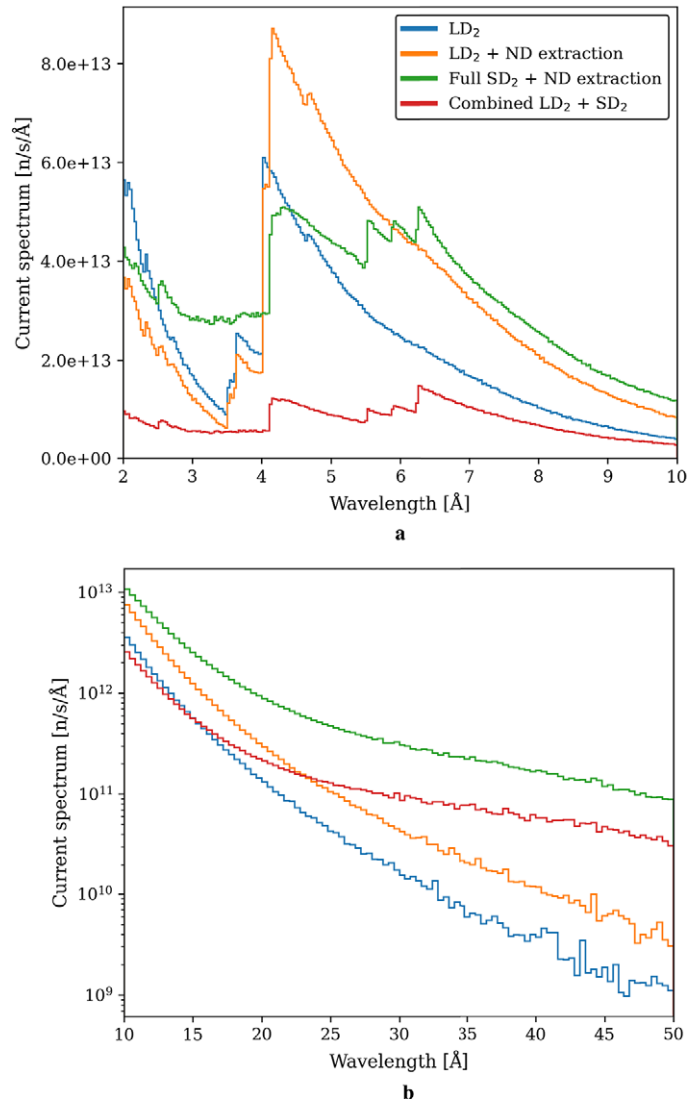 LD₂
LD₂ + ND extraction
Full SD₂ + ND extraction
Combined LD₂ + SD₂
8.0e+13
6.0e+13
4.0e+13
2.0e+13
0.0e+00
Current spectrum [n/s/Å]
2 3 4 5 6 7 8 9 10
Wavelength [Å]
a
10¹³
10¹²
10¹¹
10¹⁰
10⁹
Current spectrum [n/s/Å]
10 15 20 25 30 35 40 45 50
Wavelength [Å]
b